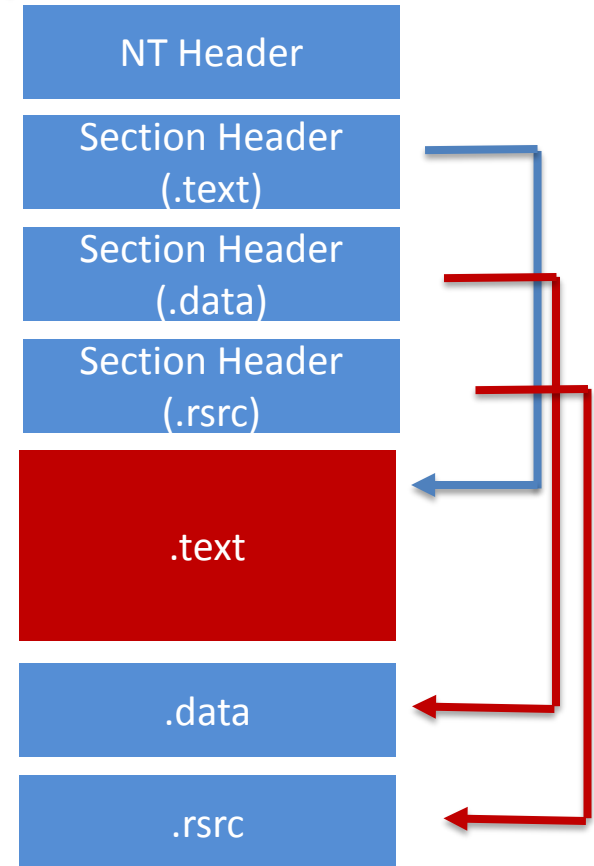 NT Header
Section Header
(.text)
Section Header
(.data)
Section Header
(.rsrc)
.text
.data
.rsrc